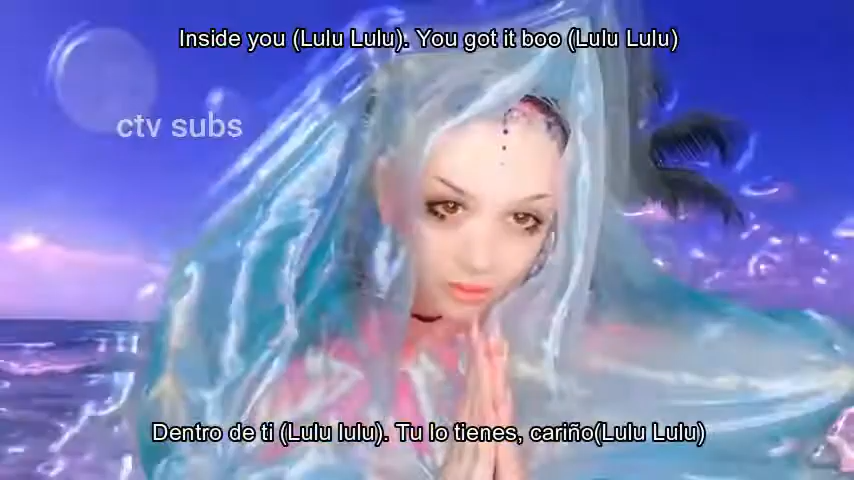 Inside you (Lulu Lulu). You got it boo (Lulu Lulu)
ctv subs
Dentro de ti (Lulu lulu). Tu lo tienes, cariño(Lulu Lulu)